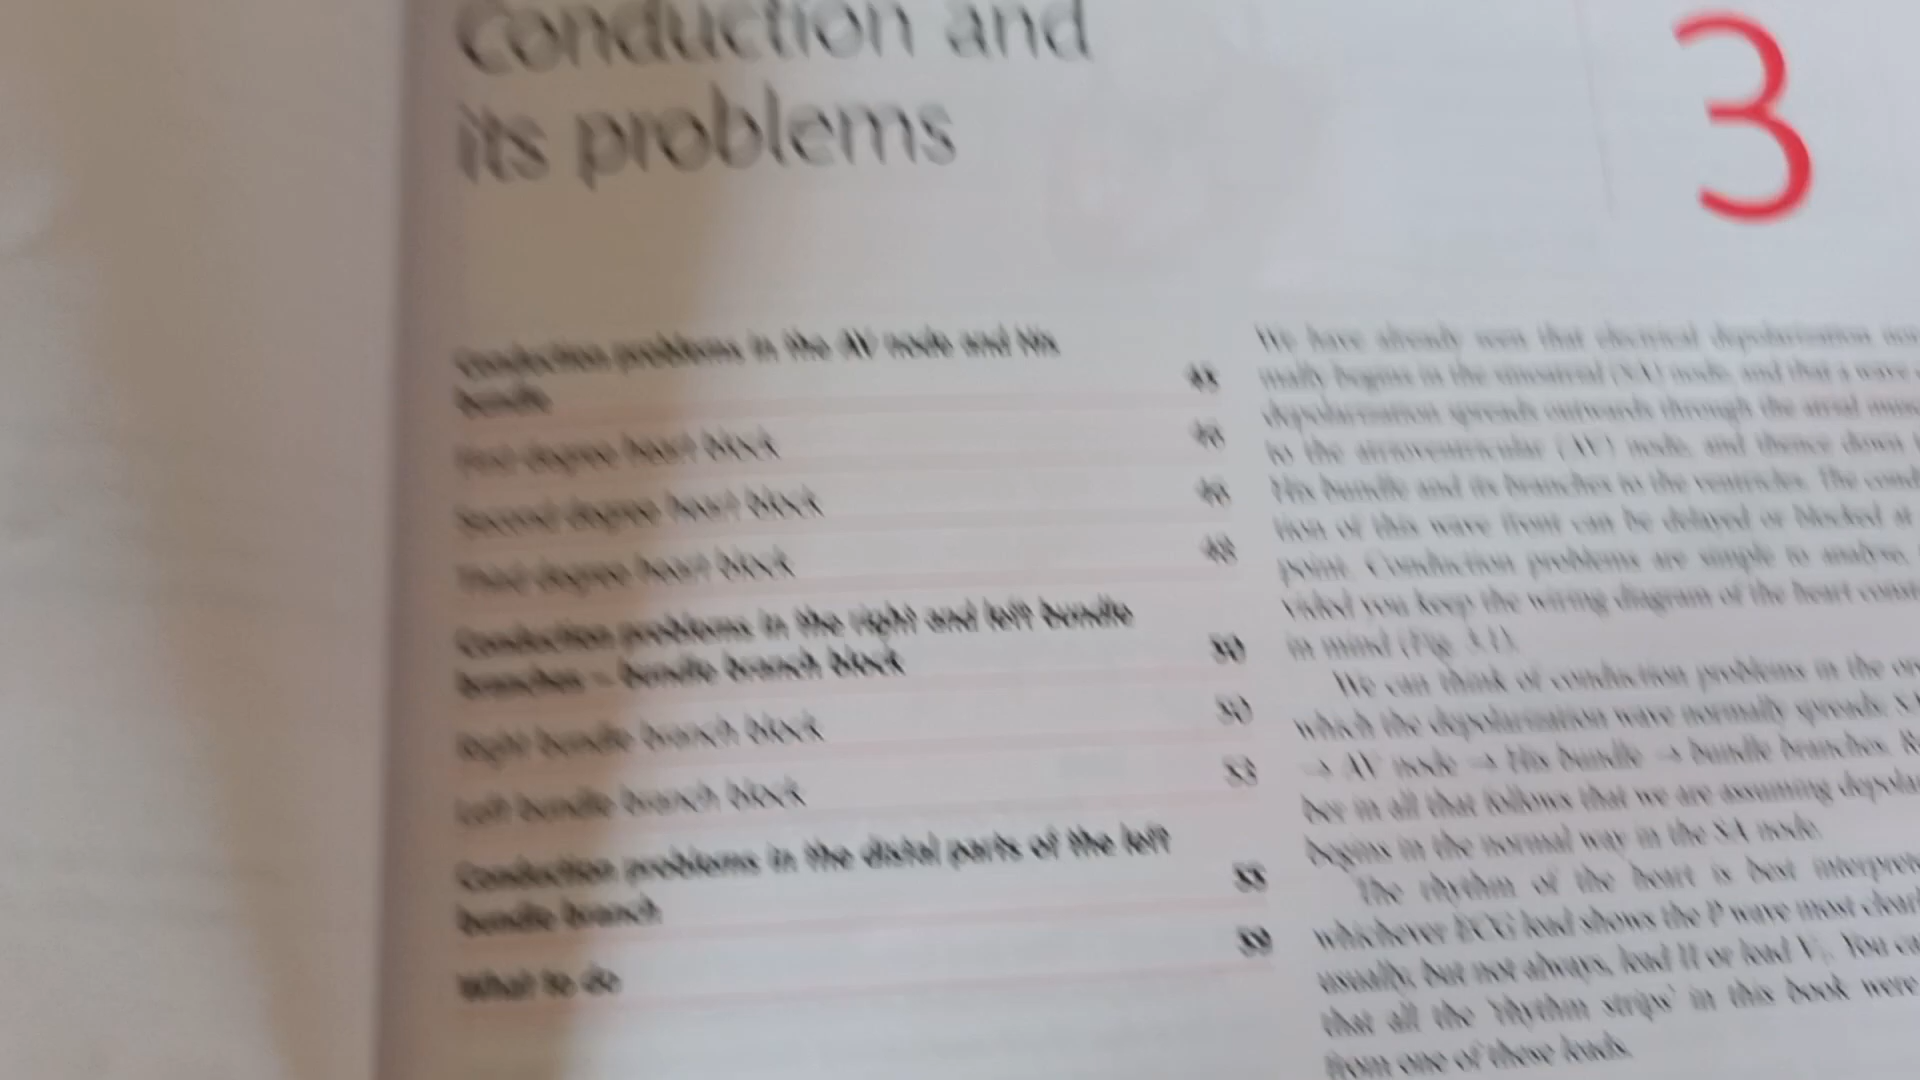 Conduction and
its problems
3
Conduction problems in the AV node and His
bundle 45
First degree heart block 46
Second degree heart block 46
Third degree heart block 48
Conduction problems in the right and left bundle
branches – bundle branch block 50
Right bundle branch block 50
Left bundle branch block 53
Conduction problems in the distal parts of the left
bundle branch 55
What to do 59
We have already seen that electrical depolarization
mally begins in the sinoatrial (SA) node, and that a wave
depolarization spreads outwards through the atrial
to the atrioventricular (AV) node, and thence down
His bundle and its branches to the ventricles. The
tion of this wave front can be delayed or blocked at
point. Conduction problems are simple to analyse,
vided you keep the wiring diagram of the heart
in mind (Fig. 3.1).
We can think of conduction problems in the
which the depolarization wave normally spreads:
→ AV node → His bundle → bundle branches.
ber in all that follows that we are assuming
begins in the normal way in the SA node.
The rhythm of the heart is best
whichever ECG lead shows the P wave most
usually, but not always, lead II or lead V1. You
that all the 'rhythm strips' in this book were
from one of these leads.